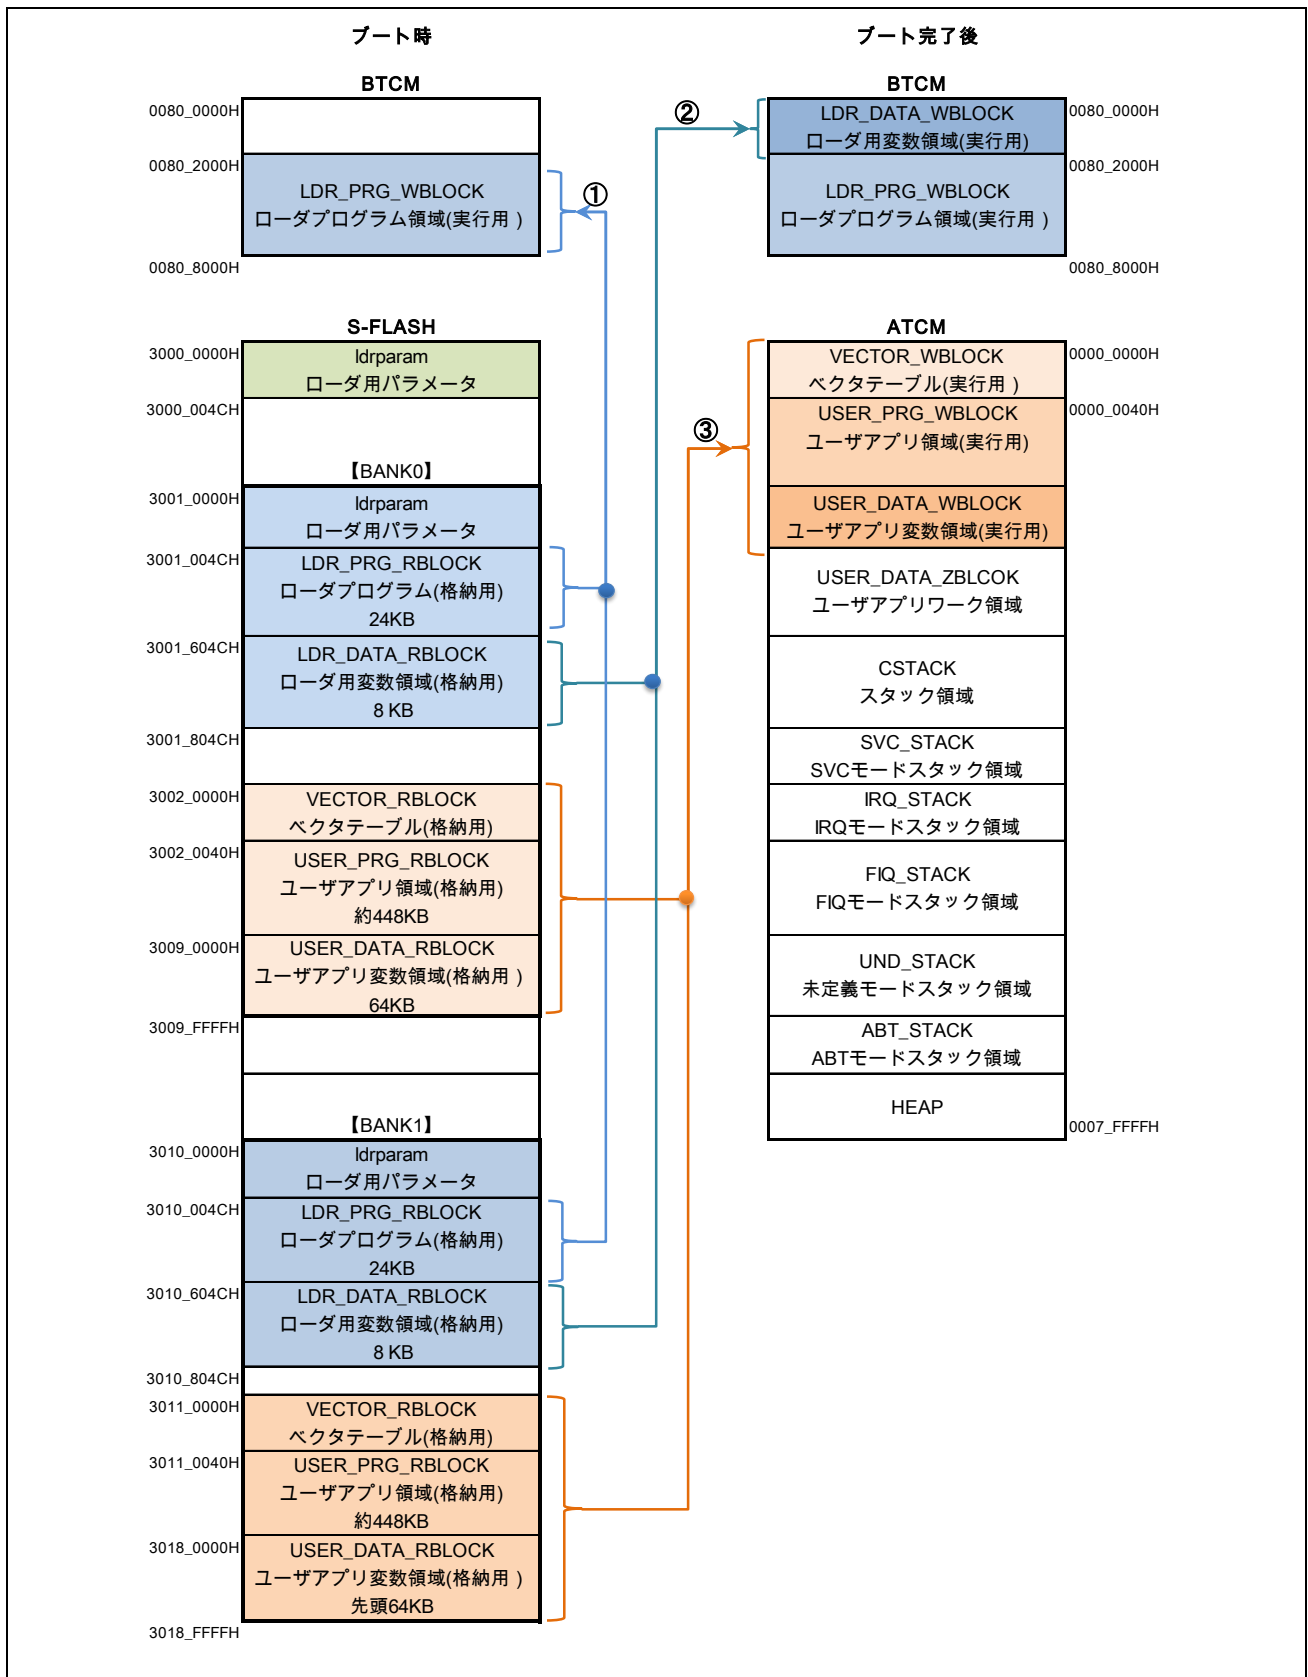 ブート時
BTCM
0080_0000H
0080_2000H
LDR_PRG_WBLOCK
ローダプログラム領域(実行用 )
0080_8000H
①
S-FLASH
3000_0000H
ldrparam
ローダ用パラメータ
3000_004CH
【BANK0】
3001_0000H
ldrparam
ローダ用パラメータ
3001_004CH
LDR_PRG_RBLOCK
ローダプログラム(格納用)
24KB
3001_604CH
LDR_DATA_RBLOCK
ローダ用変数領域(格納用)
8 KB
3001_804CH
3002_0000H
VECTOR_RBLOCK
ベクタテーブル(格納用)
3002_0040H
USER_PRG_RBLOCK
ユーザアプリ領域(格納用)
約448KB
3009_0000H
USER_DATA_RBLOCK
ユーザアプリ変数領域(格納用 )
64KB
3009_FFFFH
【BANK1】
3010_0000H
ldrparam
ローダ用パラメータ
3010_004CH
LDR_PRG_RBLOCK
ローダプログラム(格納用)
24KB
3010_604CH
LDR_DATA_RBLOCK
ローダ用変数領域(格納用)
8 KB
3010_804CH
3011_0000H
VECTOR_RBLOCK
ベクタテーブル(格納用)
3011_0040H
USER_PRG_RBLOCK
ユーザアプリ領域(格納用)
約448KB
3018_0000H
USER_DATA_RBLOCK
ユーザアプリ変数領域(格納用 )
先頭64KB
3018_FFFFH
ブート完了後
BTCM
②
LDR_DATA_WBLOCK
ローダ用変数領域(実行用)
0080_0000H
0080_2000H
LDR_PRG_WBLOCK
ローダプログラム領域(実行用 )
0080_8000H
ATCM
③
VECTOR_WBLOCK
ベクタテーブル(実行用 )
0000_0000H
0000_0040H
USER_PRG_WBLOCK
ユーザアプリ領域(実行用)
USER_DATA_WBLOCK
ユーザアプリ変数領域(実行用)
USER_DATA_ZBLCOK
ユーザアプリワーク領域
CSTACK
スタック領域
SVC_STACK
SVCモードスタック領域
IRQ_STACK
IRQモードスタック領域
FIQ_STACK
FIQモードスタック領域
UND_STACK
未定義モードスタック領域
ABT_STACK
ABTモードスタック領域
HEAP
0007_FFFFH